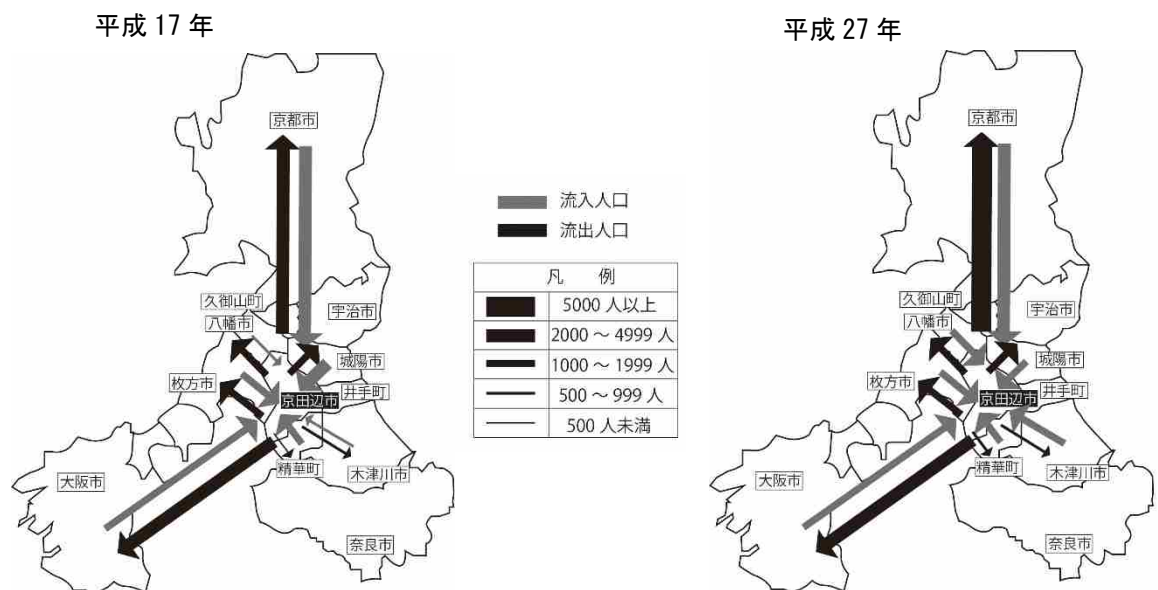 平成 17 年
京都市
久御山町
八幡市
宇治市
城陽市
枚方市
京田辺市
井手町
精華町
木津川市
大阪市
奈良市
流入人口
流出人口
凡 例
5000 人以上
2000 ~ 4999 人
1000 ~ 1999 人
500 ~ 999 人
500 人未満
平成 27 年
京都市
久御山町
八幡市
宇治市
城陽市
枚方市
京田辺市
井手町
精華町
木津川市
大阪市
奈良市